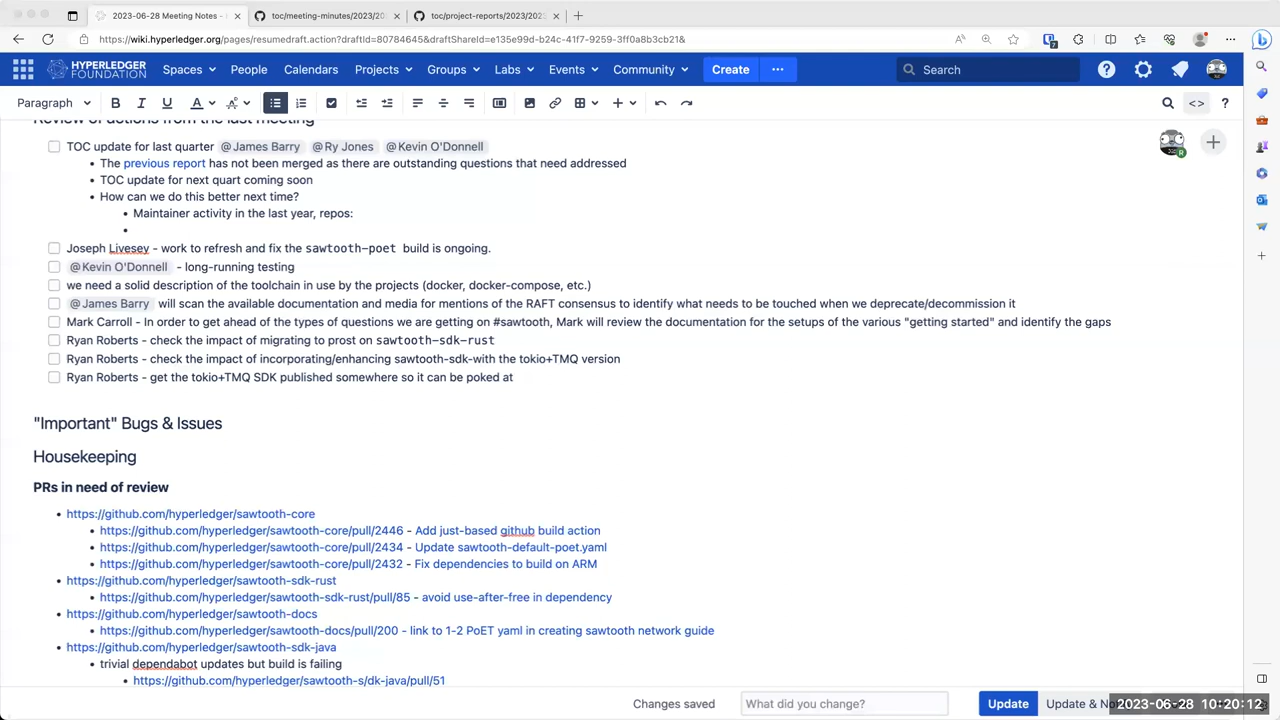 2023-06-28 Meeting Notes -
toc/meeting-minutes/2023/20
toc/project-reports/2023/202
https://wiki.hyperledger.org/pages/resumedraft.action?draftId=80784645&draftShareId=e135e99d-b24c-41f7-9259-3ff0a8b3cb21&
HYPERLEDGER FOUNDATION Spaces People Calendars Projects Groups Labs Events Community Create ... Search
Paragraph B I U A <> ?
Review of actions from the last meeting
TOC update for last quarter @James Barry @Ry Jones @Kevin O'Donnell
• The previous report has not been merged as there are outstanding questions that need addressed
• TOC update for next quart coming soon
• How can we do this better next time?
• Maintainer activity in the last year, repos:
•
Joseph Livesey - work to refresh and fix the sawtooth-poet build is ongoing.
@Kevin O'Donnell - long-running testing
we need a solid description of the toolchain in use by the projects (docker, docker-compose, etc.)
@James Barry will scan the available documentation and media for mentions of the RAFT consensus to identify what needs to be touched when we deprecate/decommission it
Mark Carroll - In order to get ahead of the types of questions we are getting on #sawtooth, Mark will review the documentation for the setups of the various "getting started" and identify the gaps
Ryan Roberts - check the impact of migrating to prost on sawtooth-sdk-rust
Ryan Roberts - check the impact of incorporating/enhancing sawtooth-sdk-with the tokio+TMQ version
Ryan Roberts - get the tokio+TMQ SDK published somewhere so it can be poked at
"Important" Bugs & Issues
Housekeeping
PRs in need of review
• https://github.com/hyperledger/sawtooth-core
• https://github.com/hyperledger/sawtooth-core/pull/2446 - Add just-based github build action
• https://github.com/hyperledger/sawtooth-core/pull/2434 - Update sawtooth-default-poet.yaml
• https://github.com/hyperledger/sawtooth-core/pull/2432 - Fix dependencies to build on ARM
• https://github.com/hyperledger/sawtooth-sdk-rust
• https://github.com/hyperledger/sawtooth-sdk-rust/pull/85 - avoid use-after-free in dependency
• https://github.com/hyperledger/sawtooth-docs
• https://github.com/hyperledger/sawtooth-docs/pull/200 - link to 1-2 PoET yaml in creating sawtooth network guide
• https://github.com/hyperledger/sawtooth-sdk-java
• trivial dependabot updates but build is failing
• https://github.com/hyperledger/sawtooth-s/dk-java/pull/51
Changes saved What did you change? Update Update & No
2023-06-28 10:20:12